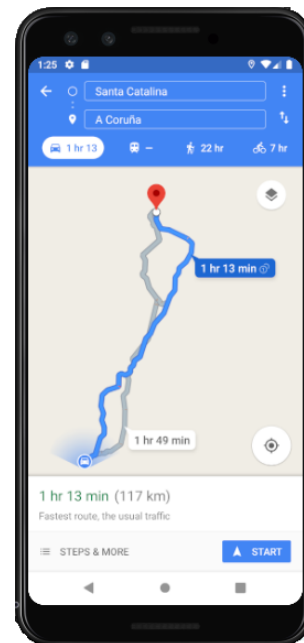 1:25
Santa Catalina
A Coruña
1 hr 13
–
22 hr
7 hr
1 hr 13 min
1 hr 49 min
1 hr 13 min (117 km)
Fastest route, the usual traffic
STEPS & MORE
START